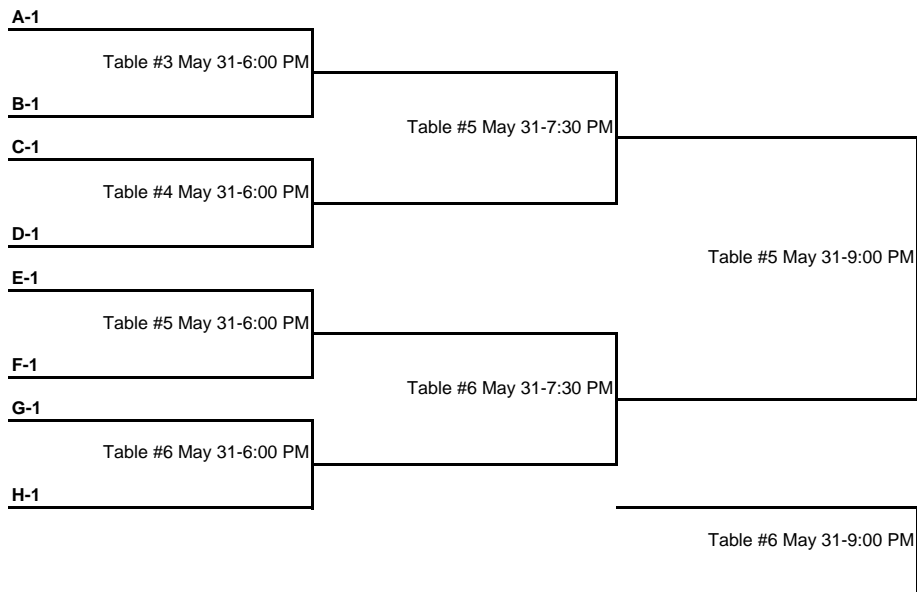 A-1
Table #3 May 31-6:00 PM
B-1
Table #5 May 31-7:30 PM
C-1
Table #4 May 31-6:00 PM
D-1
Table #5 May 31-9:00 PM
E-1
Table #5 May 31-6:00 PM
F-1
Table #6 May 31-7:30 PM
G-1
Table #6 May 31-6:00 PM
H-1
Table #6 May 31-9:00 PM